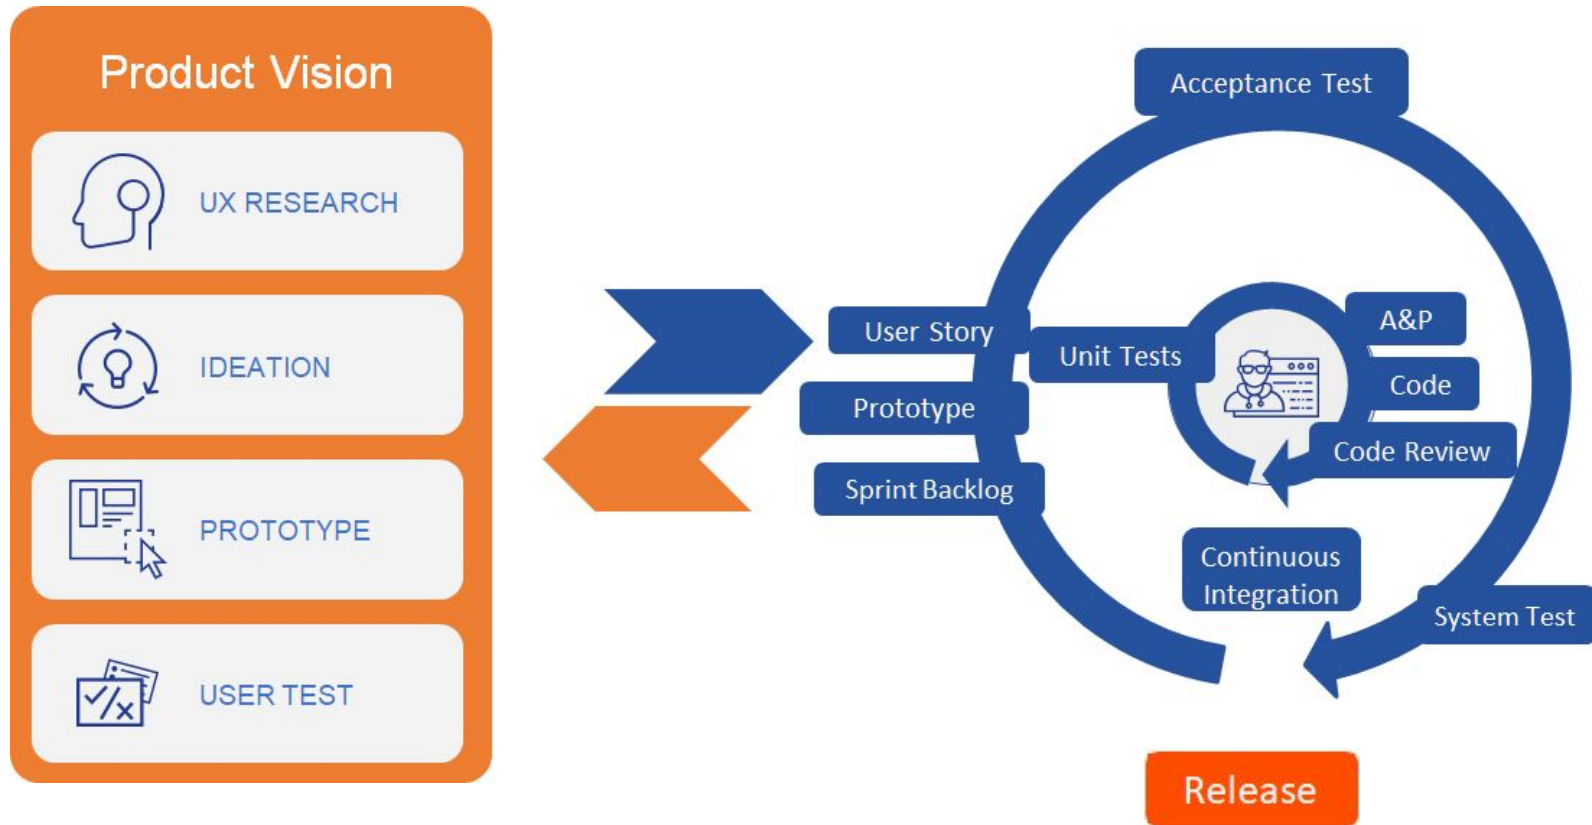 Product Vision
UX RESEARCH
IDEATION
PROTOTYPE
USER TEST
Acceptance Test
User Story
Prototype
Sprint Backlog
Unit Tests
A&P
Code
Code Review
Continuous
Integration
System Test
Release